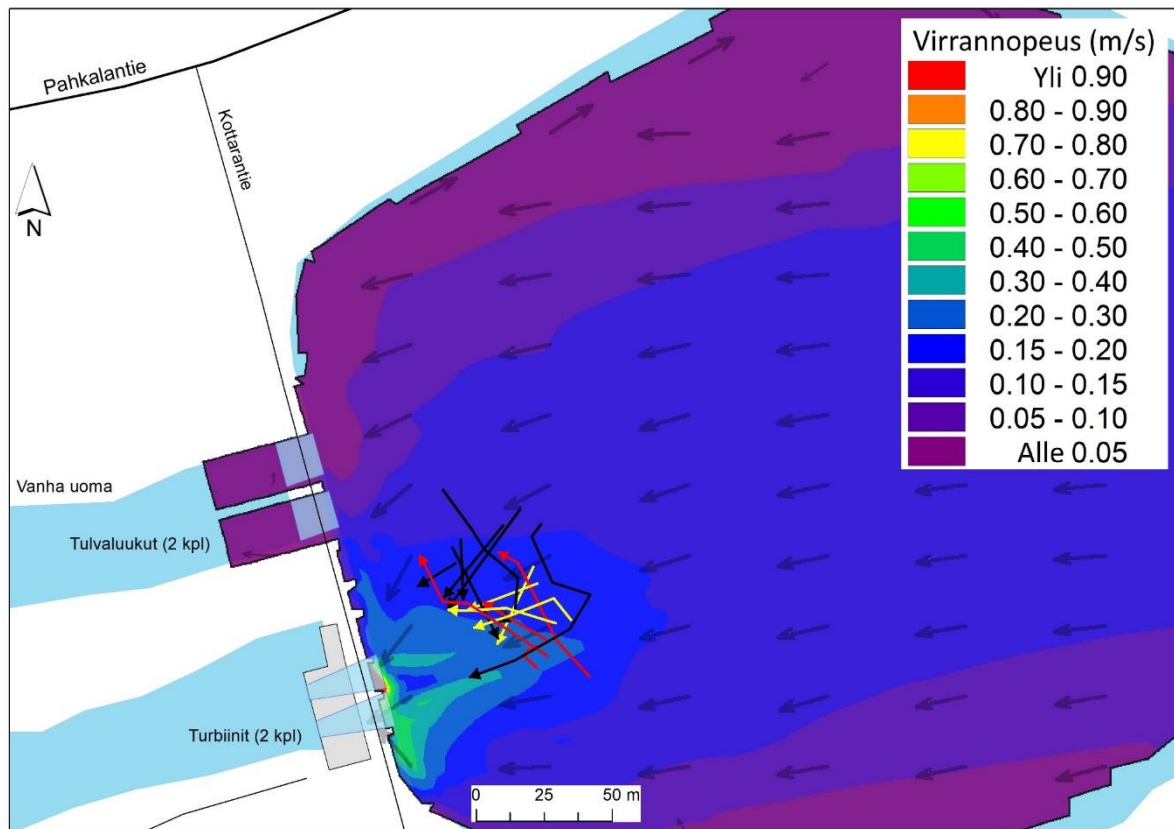 Pahkalantie
Kottarantie
N
Vanha uoma
Tulvaluukut (2 kpl)
Turbiinit (2 kpl)
0 25 50 m
Virrannopeus (m/s)
Yli 0.90
0.80 - 0.90
0.70 - 0.80
0.60 - 0.70
0.50 - 0.60
0.40 - 0.50
0.30 - 0.40
0.20 - 0.30
0.15 - 0.20
0.10 - 0.15
0.05 - 0.10
Alle 0.05